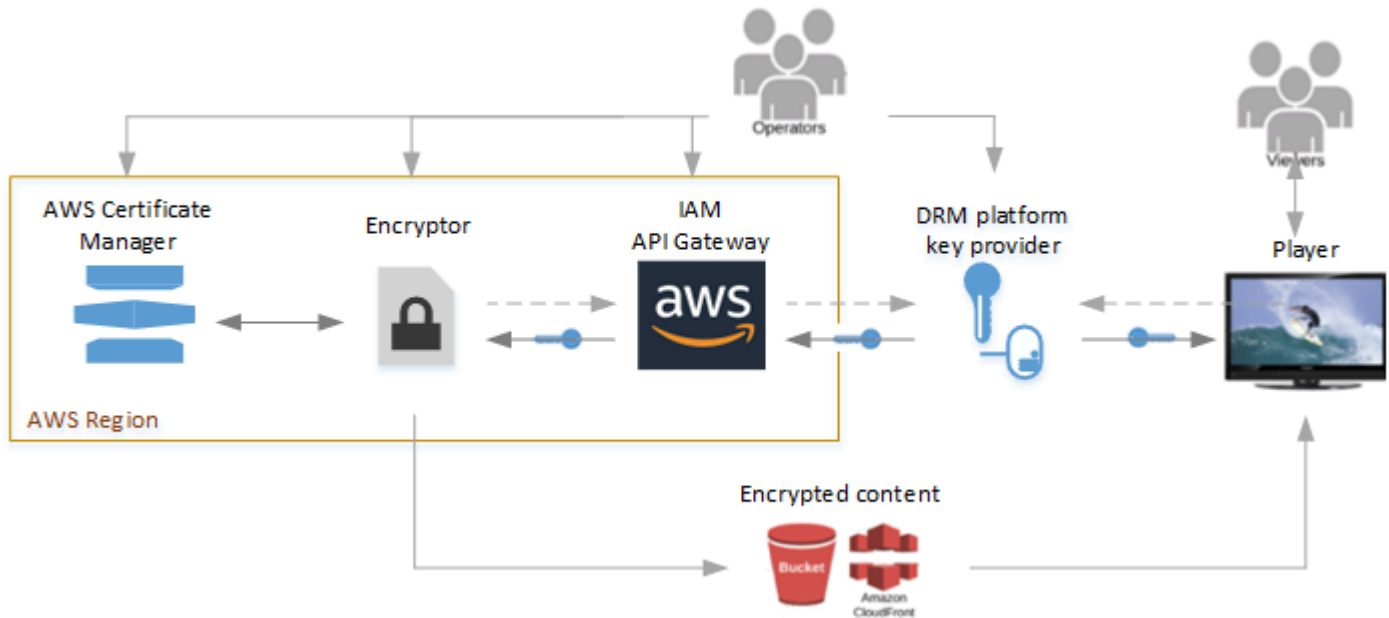 Operators
Viewers
AWS Certificate
Manager
Encryptor
IAM
API Gateway
aws
DRM platform
key provider
Player
AWS Region
Encrypted content
Bucket
Amazon
CloudFront